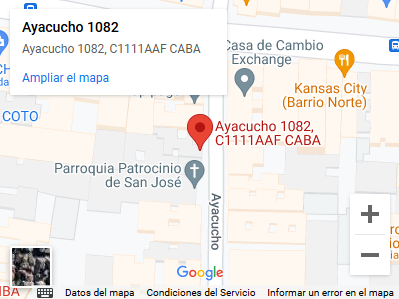 Ayacucho 1082
Ayacucho 1082, C1111AAF CABA
Ampliar el mapa
Casa de Cambio
Exchange
Kansas City
(Barrio Norte)
COTO
Ayacucho 1082,
C1111AAF CABA
Parroquia Patrocinio
de San José
Ayacucho
+
−
Google
Datos del mapa
Condiciones del Servicio
Informar un error en el mapa